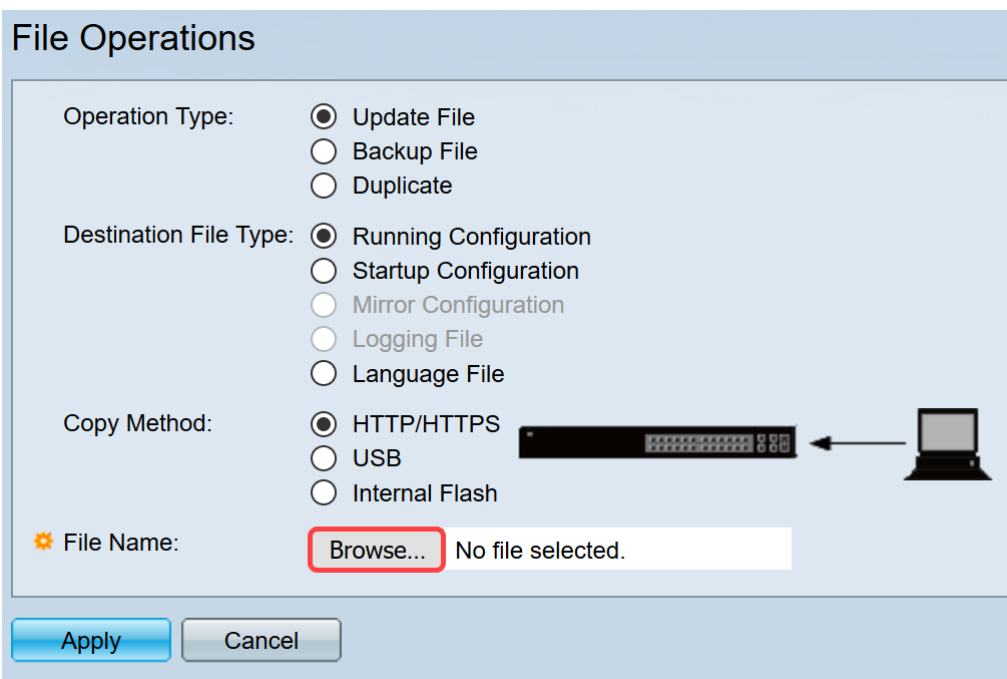 File Operations
Operation Type:
Update File
Backup File
Duplicate
Destination File Type:
Running Configuration
Startup Configuration
Mirror Configuration
Logging File
Language File
Copy Method:
HTTP/HTTPS
USB
Internal Flash
File Name:
Browse... No file selected.
Apply Cancel